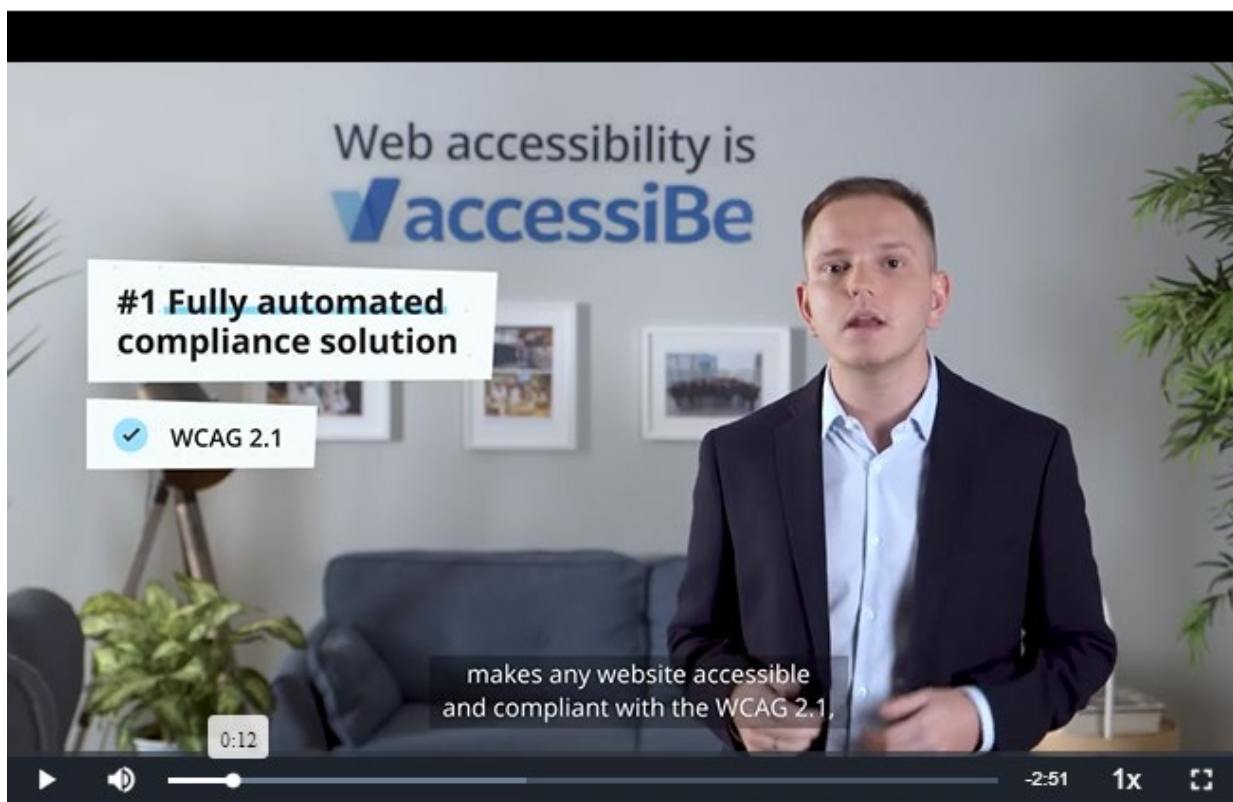 Web accessibility is
accessiBe
#1 Fully automated
compliance solution
WCAG 2.1
makes any website accessible
and compliant with the WCAG 2.1,
0:12
-2:51
1x